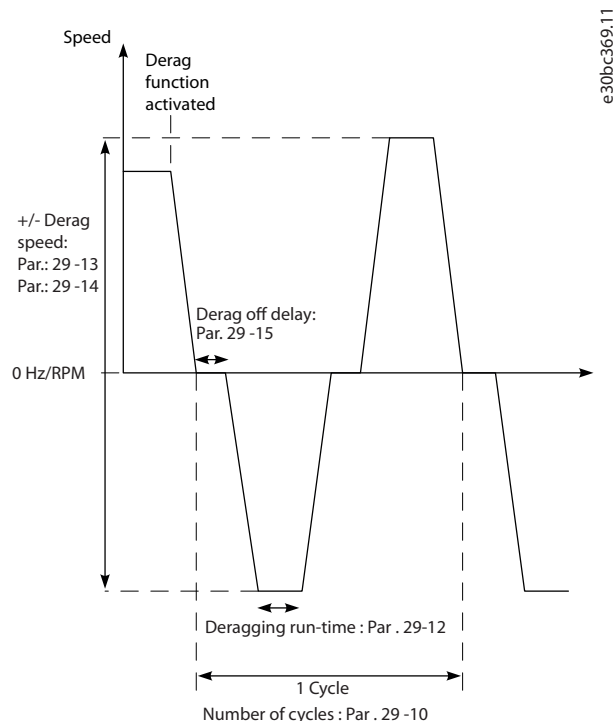 e30bc369.11
Speed
Derag
function
activated
+/- Derag
speed:
Par.: 29 -13
Par.: 29 -14
Derag off delay:
Par. 29 -15
0 Hz/RPM
Deragging run-time : Par . 29-12
1 Cycle
Number of cycles : Par . 29 -10